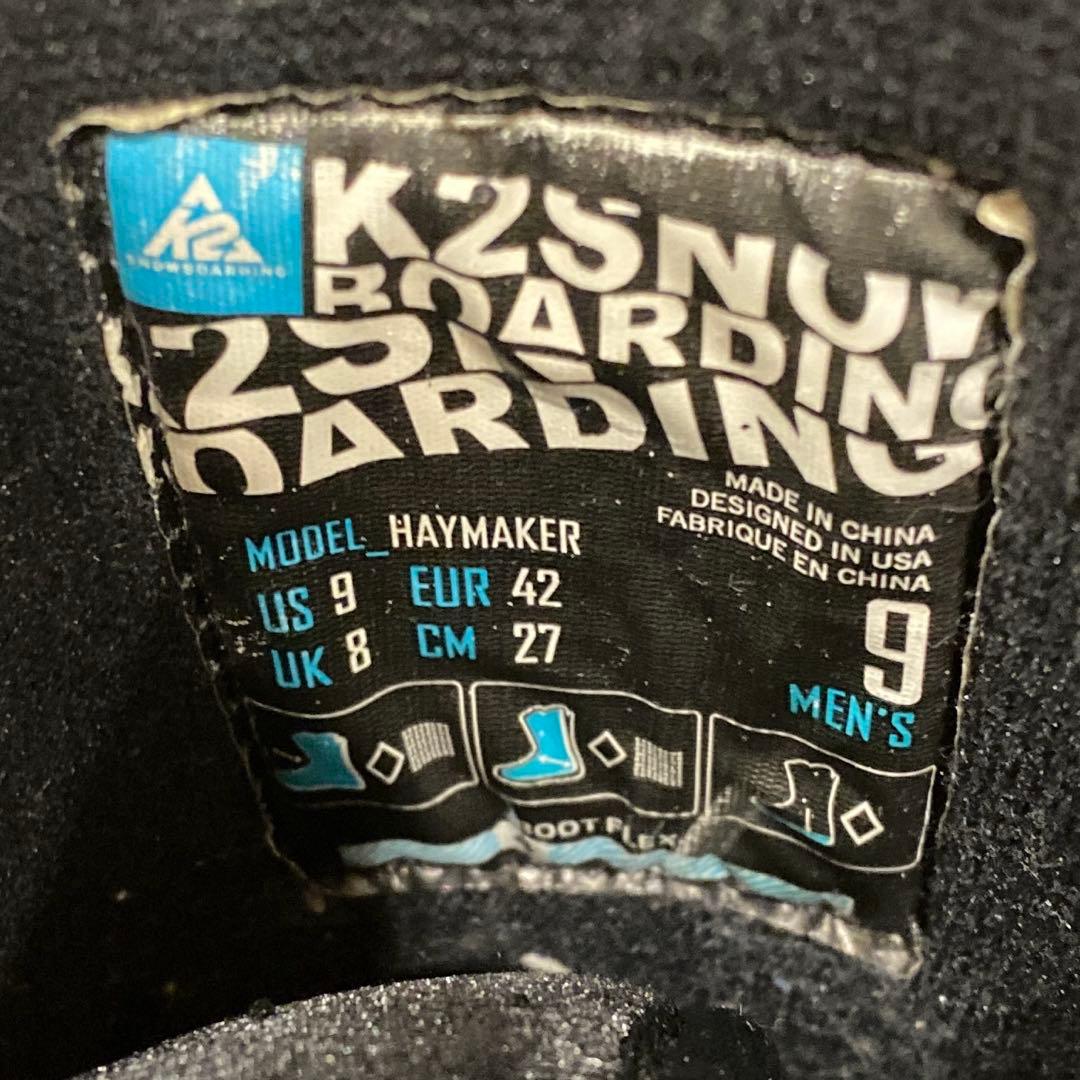 K2
SNOWBOARDING
K2SNOW
BOARDING
K2SN
OARDING
MADE IN CHINA
DESIGNED IN USA
FABRIQUE EN CHINA
MODEL_HAYMAKER
US 9 EUR 42
UK 8 CM 27
9
MEN'S
BOOT FLEX